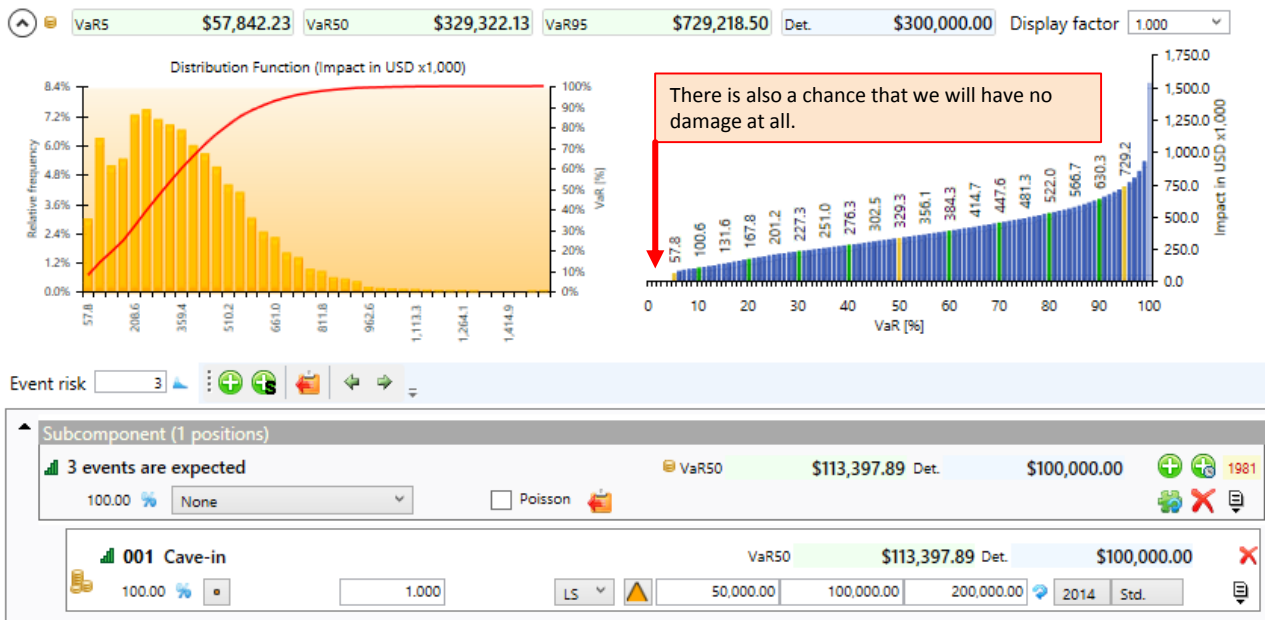 VaR5 $57,842.23 VaR50 $329,322.13 VaR95 $729,218.50 Det. $300,000.00 Display factor 1.000
Distribution Function (Impact in USD x1,000)
8.4%
7.2%
6.0%
4.8%
3.6%
2.4%
1.2%
0.0%
Relative frequency
100%
90%
80%
70%
60%
50%
40%
30%
20%
10%
0%
VaR [%]
57.8 208.6 359.4 510.2 661.0 811.8 962.6 1,113.3 1,264.1 1,414.9
There is also a chance that we will have no
damage at all.
57.8 100.6 131.6 167.8 201.2 227.3 251.0 276.3 302.5 329.3 356.1 384.3 414.7 447.6 481.3 522.0 566.7 630.3 729.2
1,750.0
1,500.0
1,250.0
1,000.0
750.0
500.0
250.0
0.0
Impact in USD x1,000
0 10 20 30 40 50 60 70 80 90 100
VaR [%]
Event risk 3 S
Subcomponent (1 positions)
3 events are expected VaR50 $113,397.89 Det. $100,000.00 1981
100.00 % None Poisson
001 Cave-in VaR50 $113,397.89 Det. $100,000.00
100.00 % 1.000 LS 50,000.00 100,000.00 200,000.00 2014 Std.